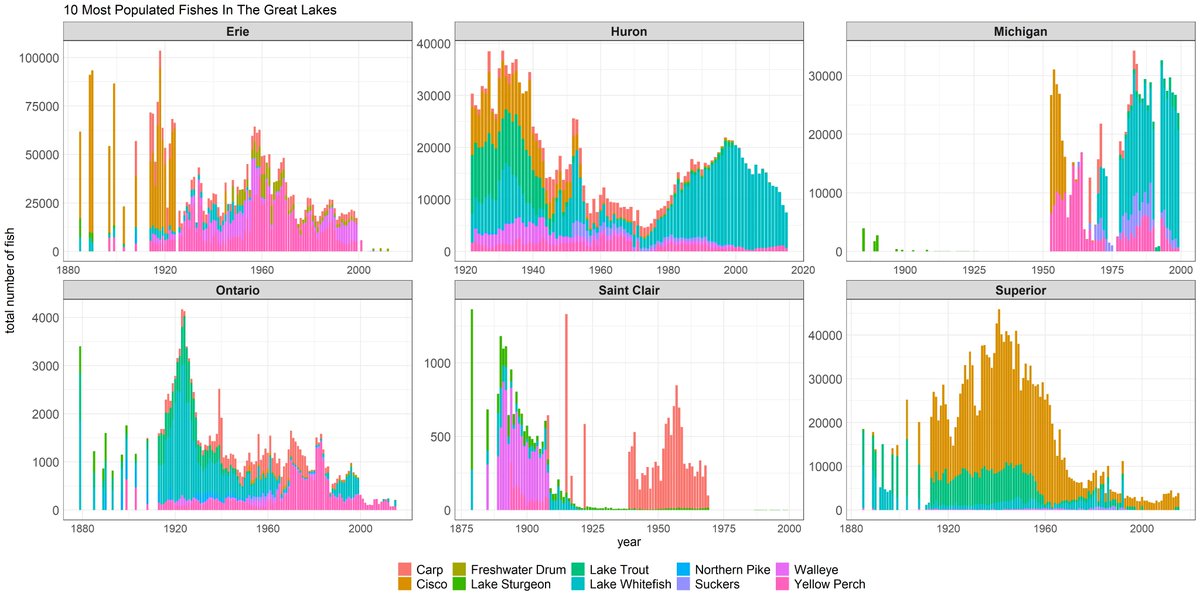 10 Most Populated Fishes In The Great Lakes
Erie
Huron
Michigan
100000
75000
50000
25000
0
1880
1920
1960
2000
40000
30000
20000
10000
0
1920
1940
1960
1980
2000
2020
30000
20000
10000
0
1900
1925
1950
1975
2000
total number of fish
Ontario
Saint Clair
Superior
4000
3000
2000
1000
0
1880
1920
1960
2000
1000
500
0
1875
1900
1925
1950
1975
2000
40000
30000
20000
10000
0
1880
1920
1960
2000
year
Carp
Freshwater Drum
Lake Trout
Northern Pike
Walleye
Cisco
Lake Sturgeon
Lake Whitefish
Suckers
Yellow Perch